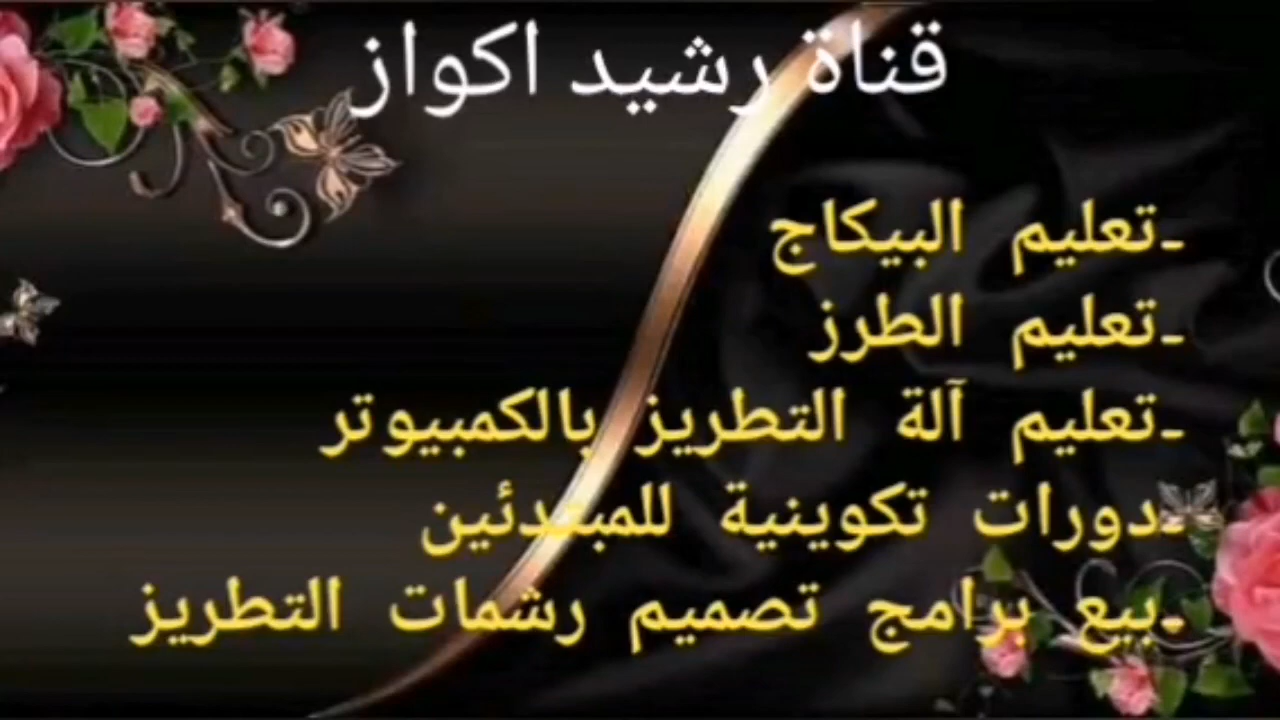 قناة رشيد اكواز
-تعليم البيكاج
-تعليم الطرز
-تعليم آلة التطريز بالكمبيوتر
-دورات تكوينية للمبتدئين
-بيع برامج تصميم رشمات التطريز